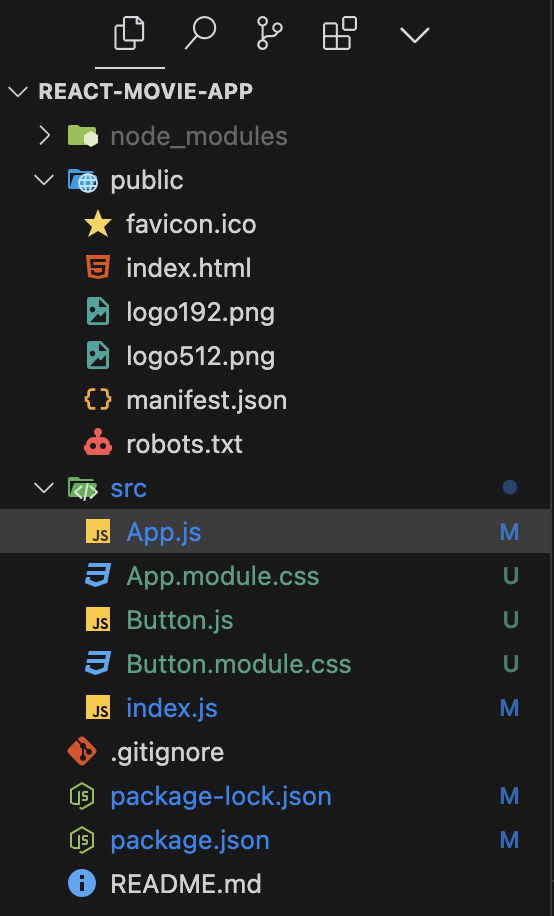 REACT-MOVIE-APP
node_modules
public
favicon.ico
index.html
logo192.png
logo512.png
manifest.json
robots.txt
src
App.js M
App.module.css U
Button.js U
Button.module.css U
index.js M
.gitignore
package-lock.json M
package.json M
README.md